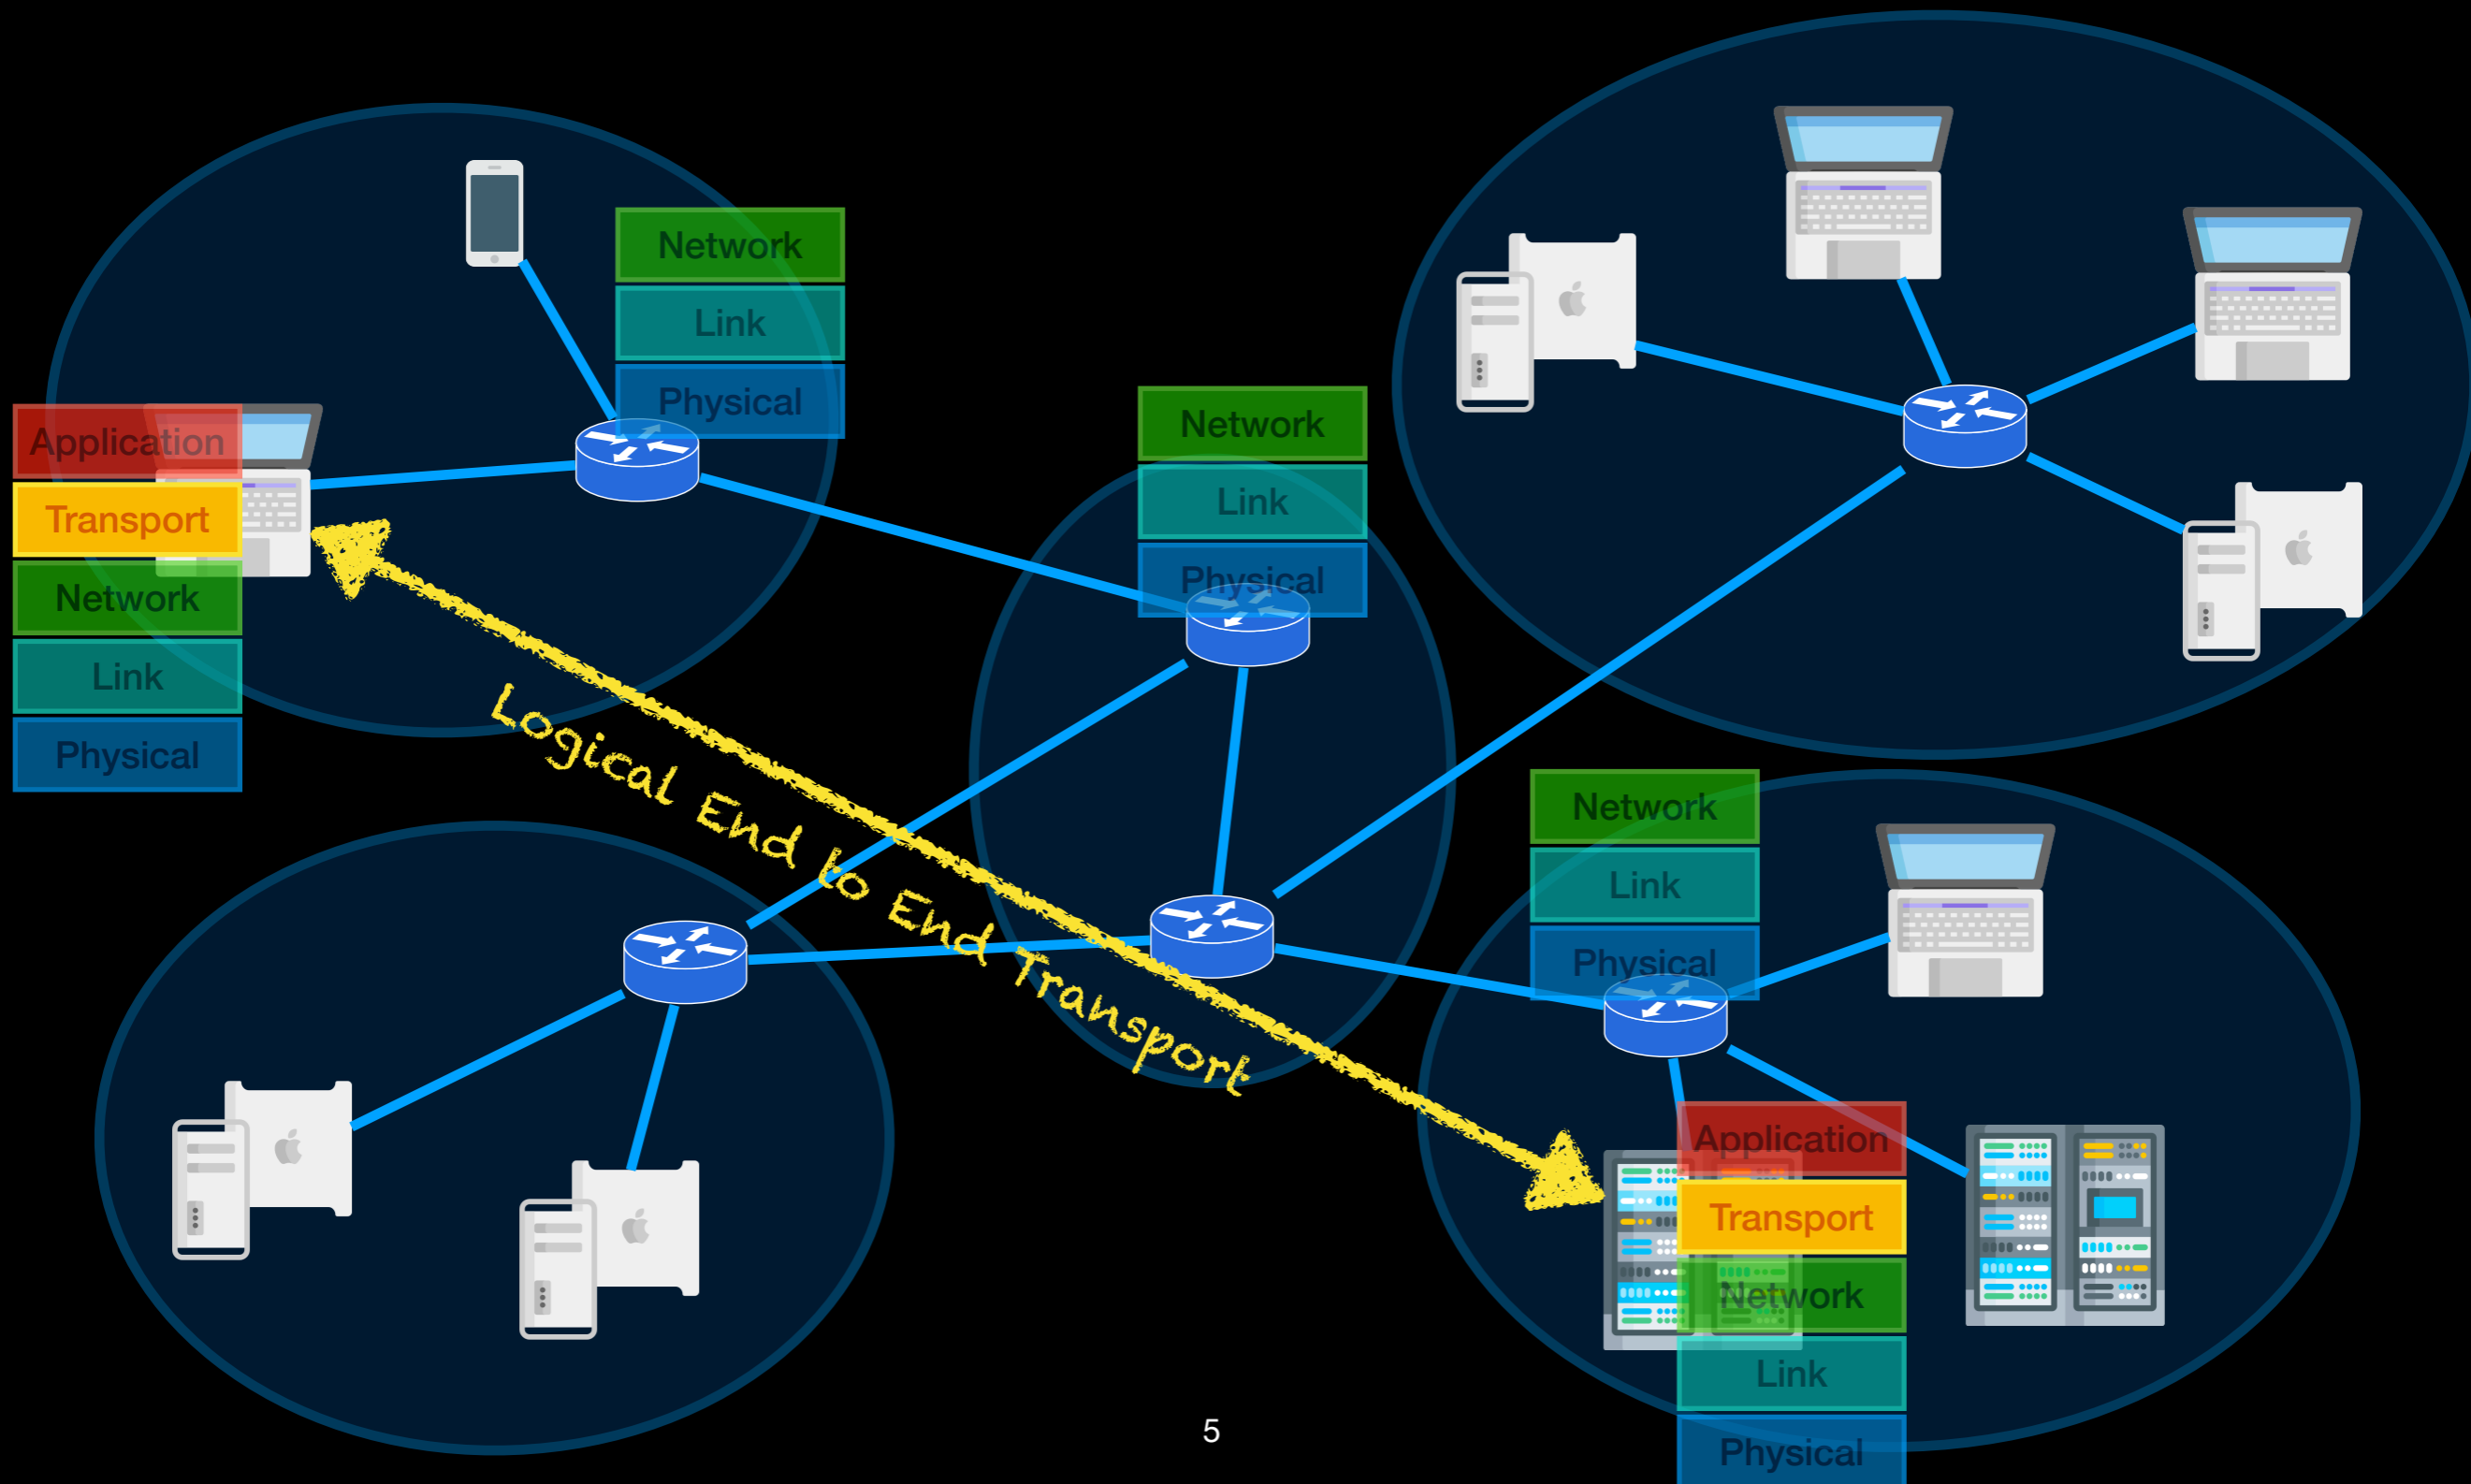 Network
Link
Physical
Application
Transport
Network
Link
Physical
Network
Link
Physical
Logical End to End Transport
Network
Link
Physical
Application
Transport
Network
Link
Physical
5